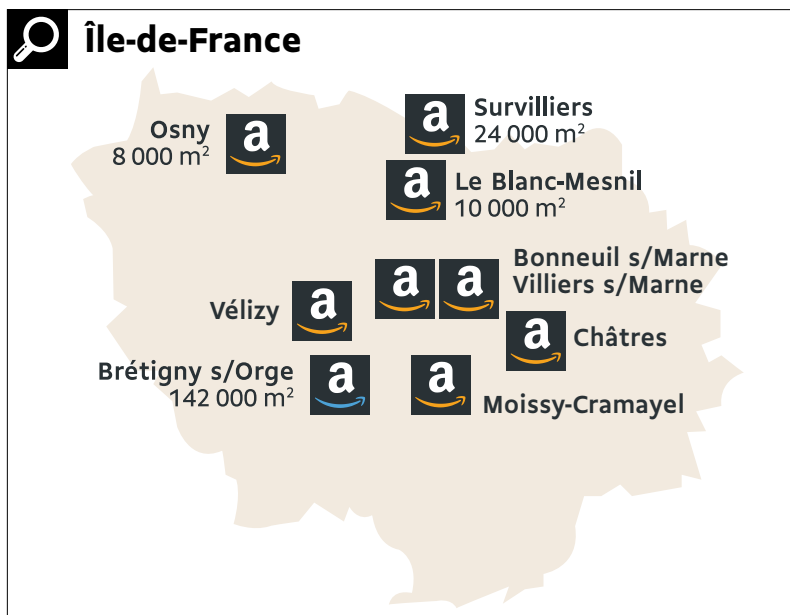 Île-de-France
Osny
8 000 m²
a
Survilliers
24 000 m²
a
Le Blanc-Mesnil
10 000 m²
a
Bonneuil s/Marne
Villiers s/Marne
a
a
Vélizy
a
Châtres
a
Brétigny s/Orge
142 000 m²
a
Moissy-Cramayel
a